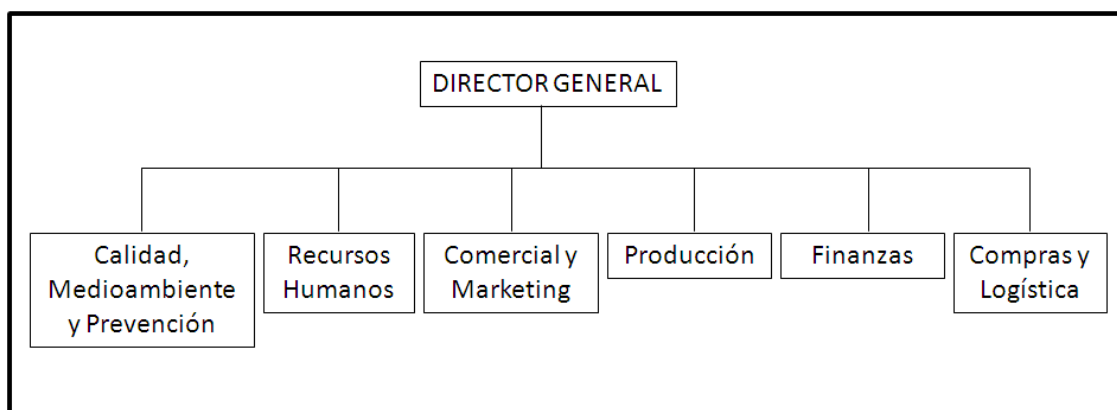 DIRECTOR GENERAL
Calidad,
Medioambiente
y Prevención
Recursos
Humanos
Comercial y
Marketing
Producción
Finanzas
Compras y
Logística